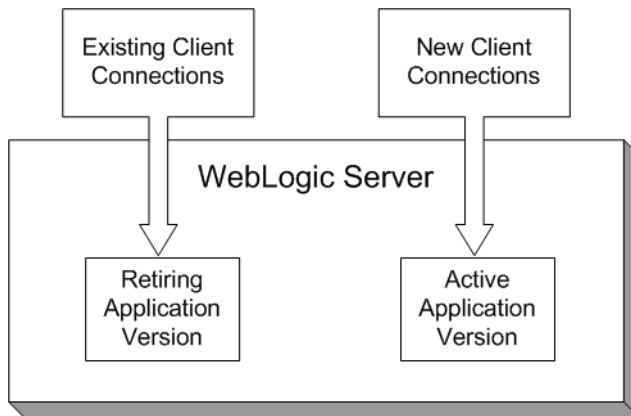 Existing Client
Connections
New Client
Connections
WebLogic Server
Retiring
Application
Version
Active
Application
Version